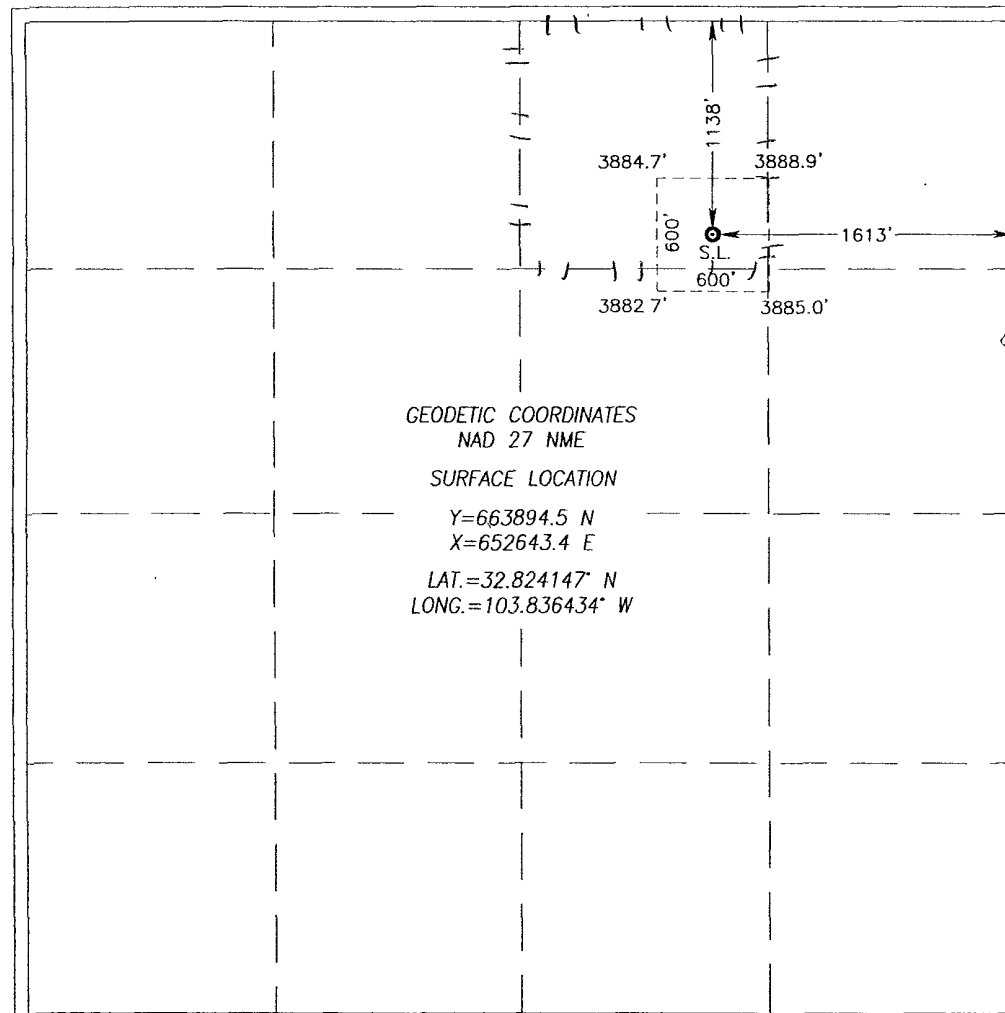 1138'
3884.7' 3888.9'
600'
S.L.
1613'
600'
3882 7' 3885.0'
GEODETIC COORDINATES
NAD 27 NME
SURFACE LOCATION
Y=663894.5 N
X=652643.4 E
LAT.=32.824147° N
LONG.=103.836434° W